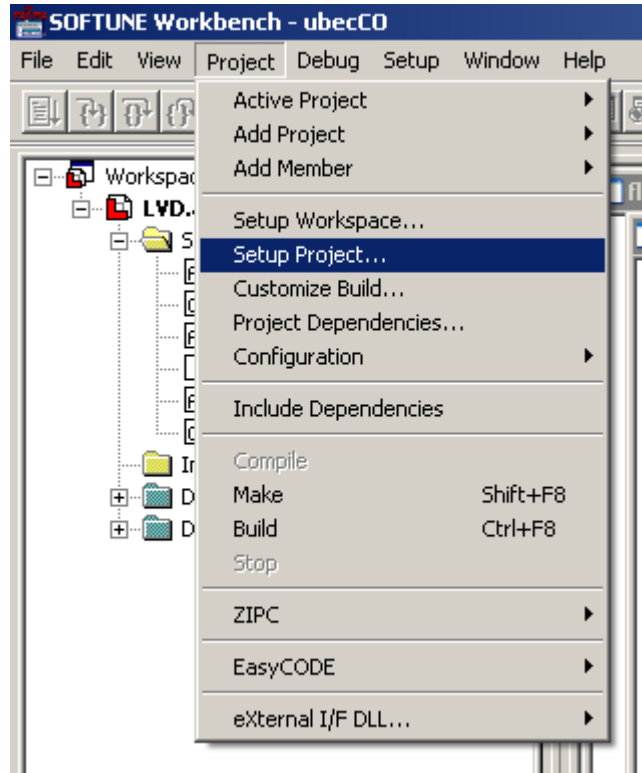 SOFTUNE Workbench - ubecCO
File Edit View Project Debug Setup Window Help
Active Project
Add Project
Add Member
Workspac
LVD.
Setup Workspace...
S
Setup Project...
Customize Build...
Project Dependencies...
Configuration
Include Dependencies
Compile
Make Shift+F8
Build Ctrl+F8
Stop
ZIPC
EasyCODE
eXternal I/F DLL...